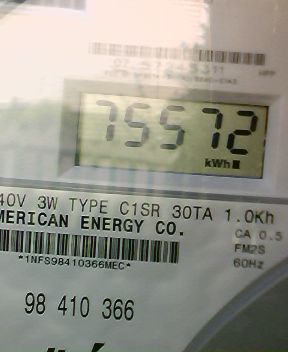 75572
kWh
40V 3W TYPE C1SR 30TA 1.0Kh
MERICAN ENERGY CO.
CA 0.5
FM2S
60Hz
*1NFS98410366MEC*
98 410 366